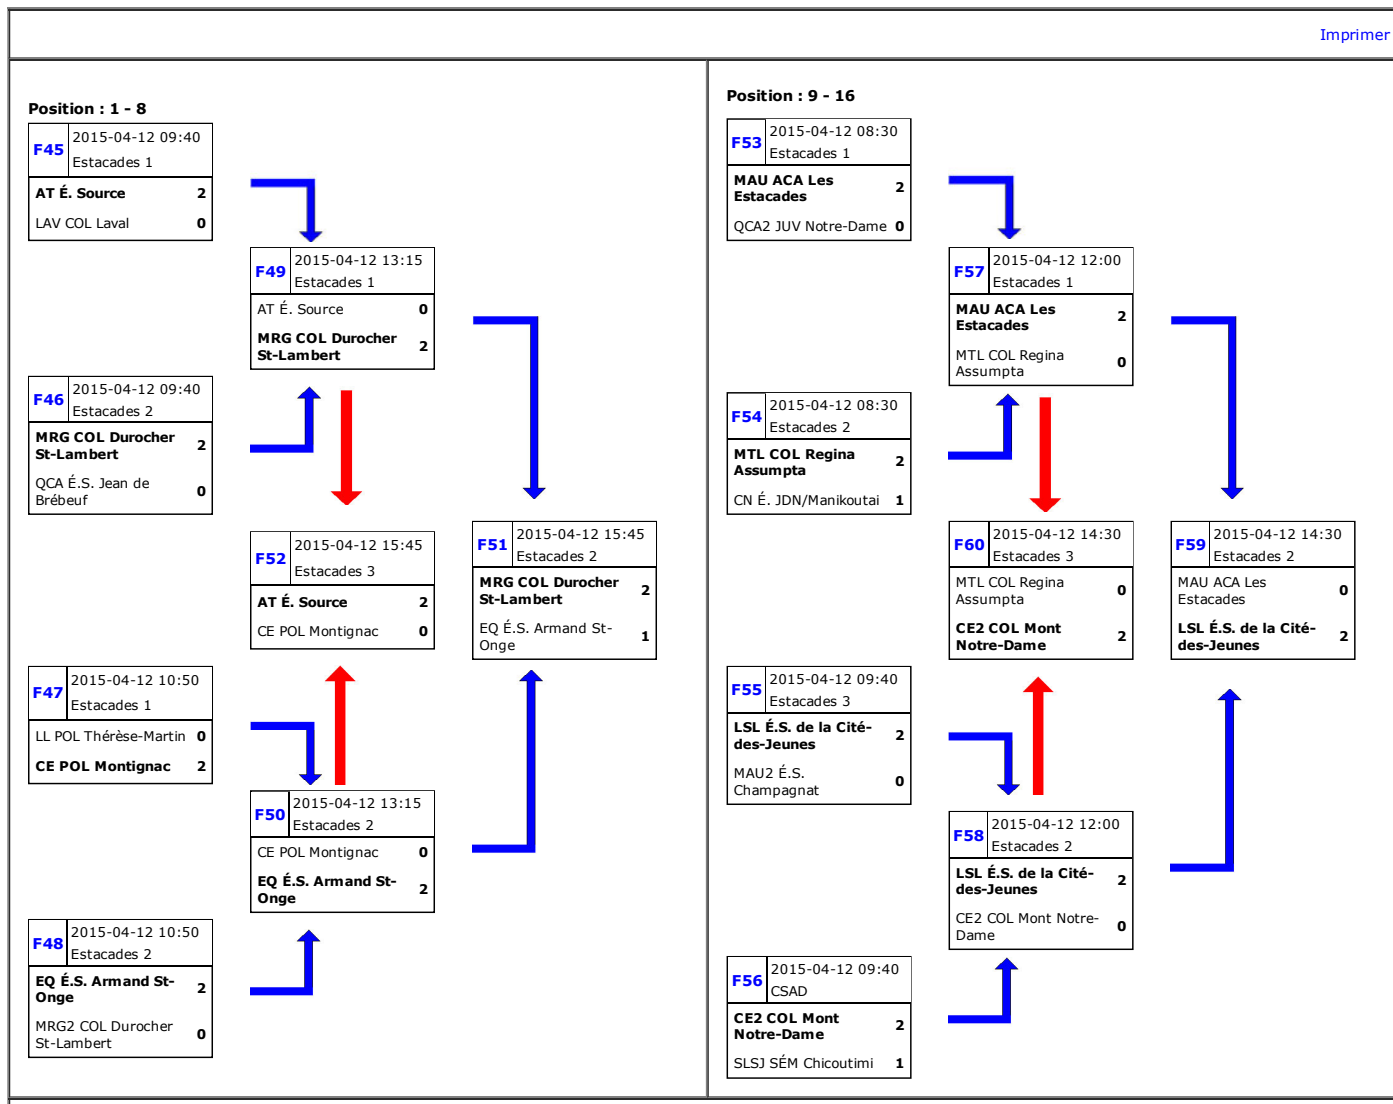 Imprimer
Position : 1 - 8
F45
2015-04-12 09:40
Estacades 1
AT É. Source 2
LAV COL Laval 0
F49
2015-04-12 13:15
Estacades 1
AT É. Source 0
MRG COL Durocher
St-Lambert 2
F46
2015-04-12 09:40
Estacades 2
MRG COL Durocher
St-Lambert 2
QCA É.S. Jean de
Brébeuf 0
F52
2015-04-12 15:45
Estacades 3
AT É. Source 2
CE POL Montignac 0
F51
2015-04-12 15:45
Estacades 2
MRG COL Durocher
St-Lambert 2
EQ É.S. Armand St-
Onge 1
F47
2015-04-12 10:50
Estacades 1
LL POL Thérèse-Martin 0
CE POL Montignac 2
F50
2015-04-12 13:15
Estacades 2
CE POL Montignac 0
EQ É.S. Armand St-
Onge 2
F48
2015-04-12 10:50
Estacades 2
EQ É.S. Armand St-
Onge 2
MRG2 COL Durocher
St-Lambert 0
Position : 9 - 16
F53
2015-04-12 08:30
Estacades 1
MAU ACA Les
Estacades 2
QCA2 JUV Notre-Dame 0
F57
2015-04-12 12:00
Estacades 1
MAU ACA Les
Estacades 2
MTL COL Regina
Assumpta 0
F54
2015-04-12 08:30
Estacades 2
MTL COL Regina
Assumpta 2
CN É. JDN/Manikoutai 1
F60
2015-04-12 14:30
Estacades 3
MTL COL Regina
Assumpta 0
CE2 COL Mont
Notre-Dame 2
F59
2015-04-12 14:30
Estacades 2
MAU ACA Les
Estacades 0
LSL É.S. de la Cité-
des-Jeunes 2
F55
2015-04-12 09:40
Estacades 3
LSL É.S. de la Cité-
des-Jeunes 2
MAU2 É.S.
Champagnat 0
F58
2015-04-12 12:00
Estacades 2
LSL É.S. de la Cité-
des-Jeunes 2
CE2 COL Mont Notre-
Dame 0
F56
2015-04-12 09:40
CSAD
CE2 COL Mont
Notre-Dame 2
SLSJ SÉM Chicoutimi 1